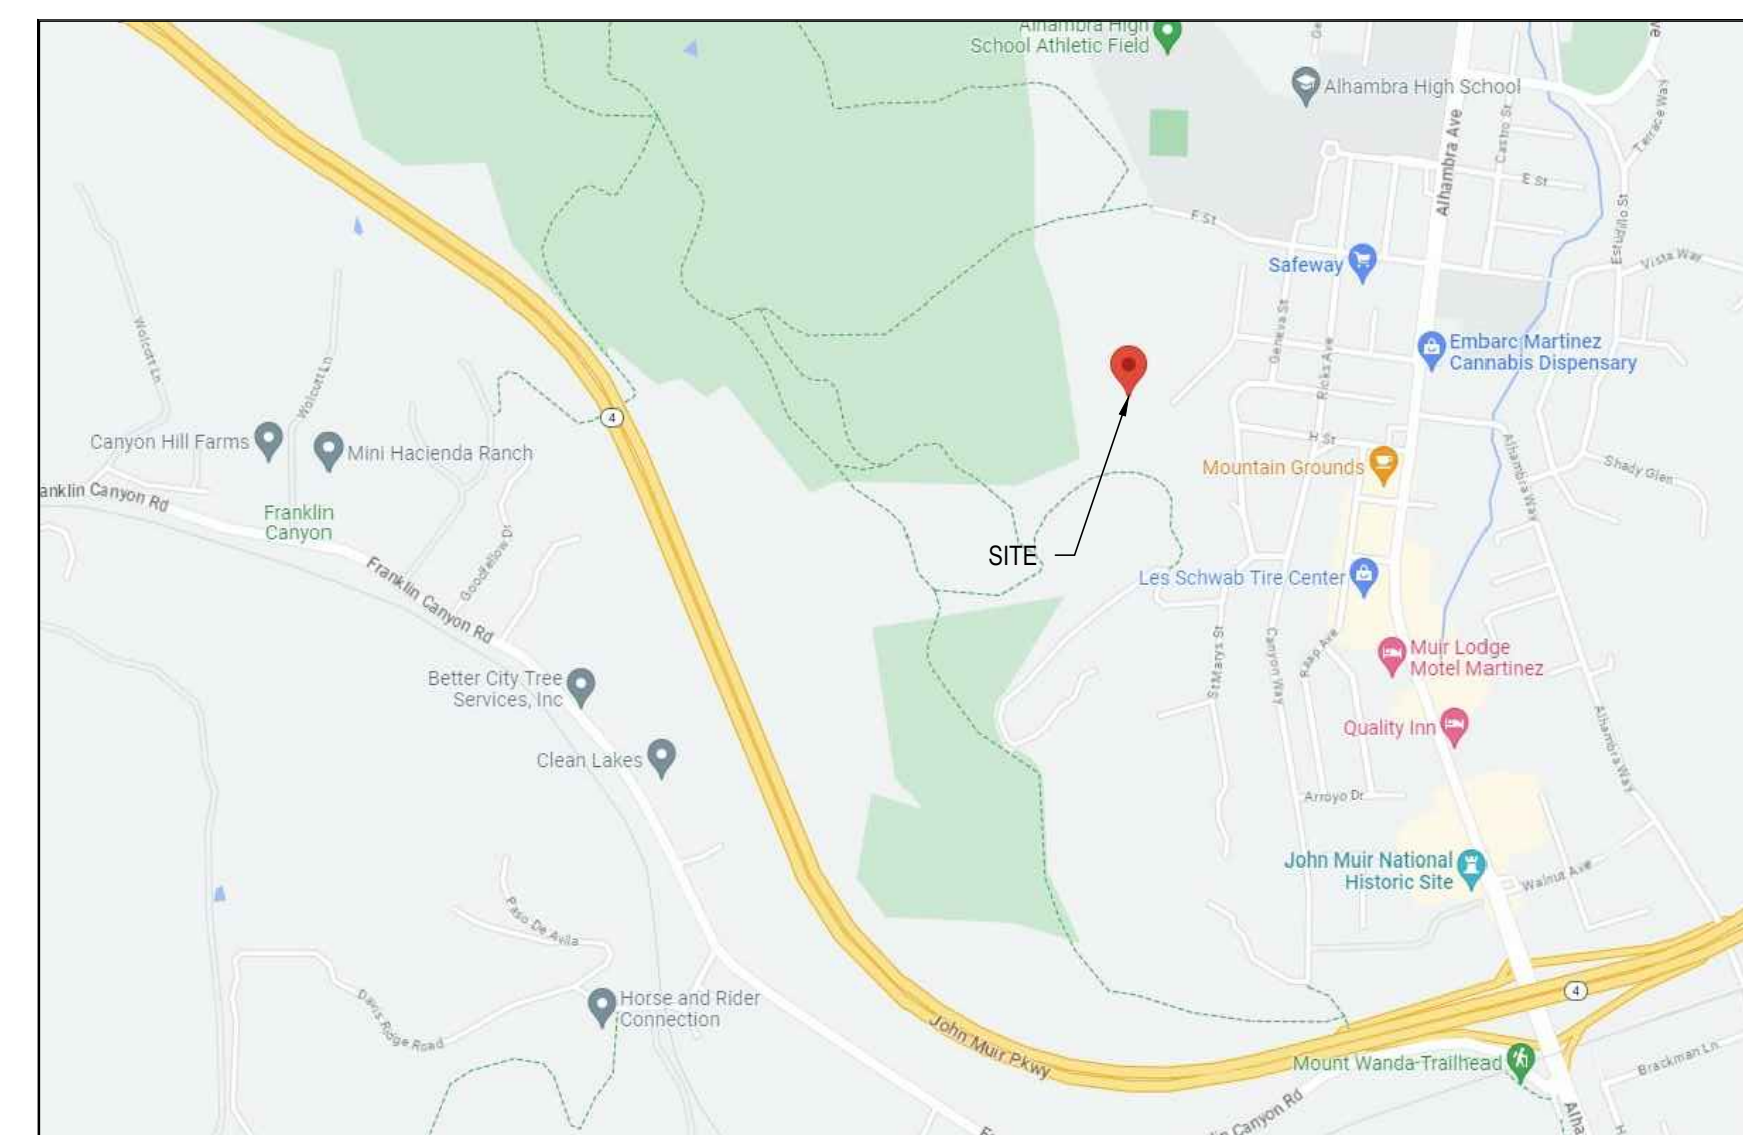 Alhambra High
School Athletic Field
Alhambra High School
Alhambra Ave
Castro St
Terrace Way
E St
F St
Estudillo St
Vista Way
Safeway
Geneva St
Ricks Ave
Embarc Martinez
Cannabis Dispensary
Wolcott Ln
Wolcott Ln
4
Canyon Hill Farms
Mini Hacienda Ranch
H St
Mountain Grounds
Alhambra Way
Shady Glen
anklin Canyon Rd
Franklin
Canyon
SITE
Franklin Canyon Rd
Goodfellow Dr
Les Schwab Tire Center
St Marys St
Canyon Way
Raap Ave
Muir Lodge
Motel Martinez
Better City Tree
Services, Inc
Quality Inn
Alhambra Way
Clean Lakes
Arroyo Dr
John Muir National
Historic Site
Walnut Ave
Paso De Avila
Davis Ridge Road
Horse and Rider
Connection
4
John Muir Pkwy
Mount Wanda-Trailhead
Brackman Ln
lin Canyon Rd
Alha